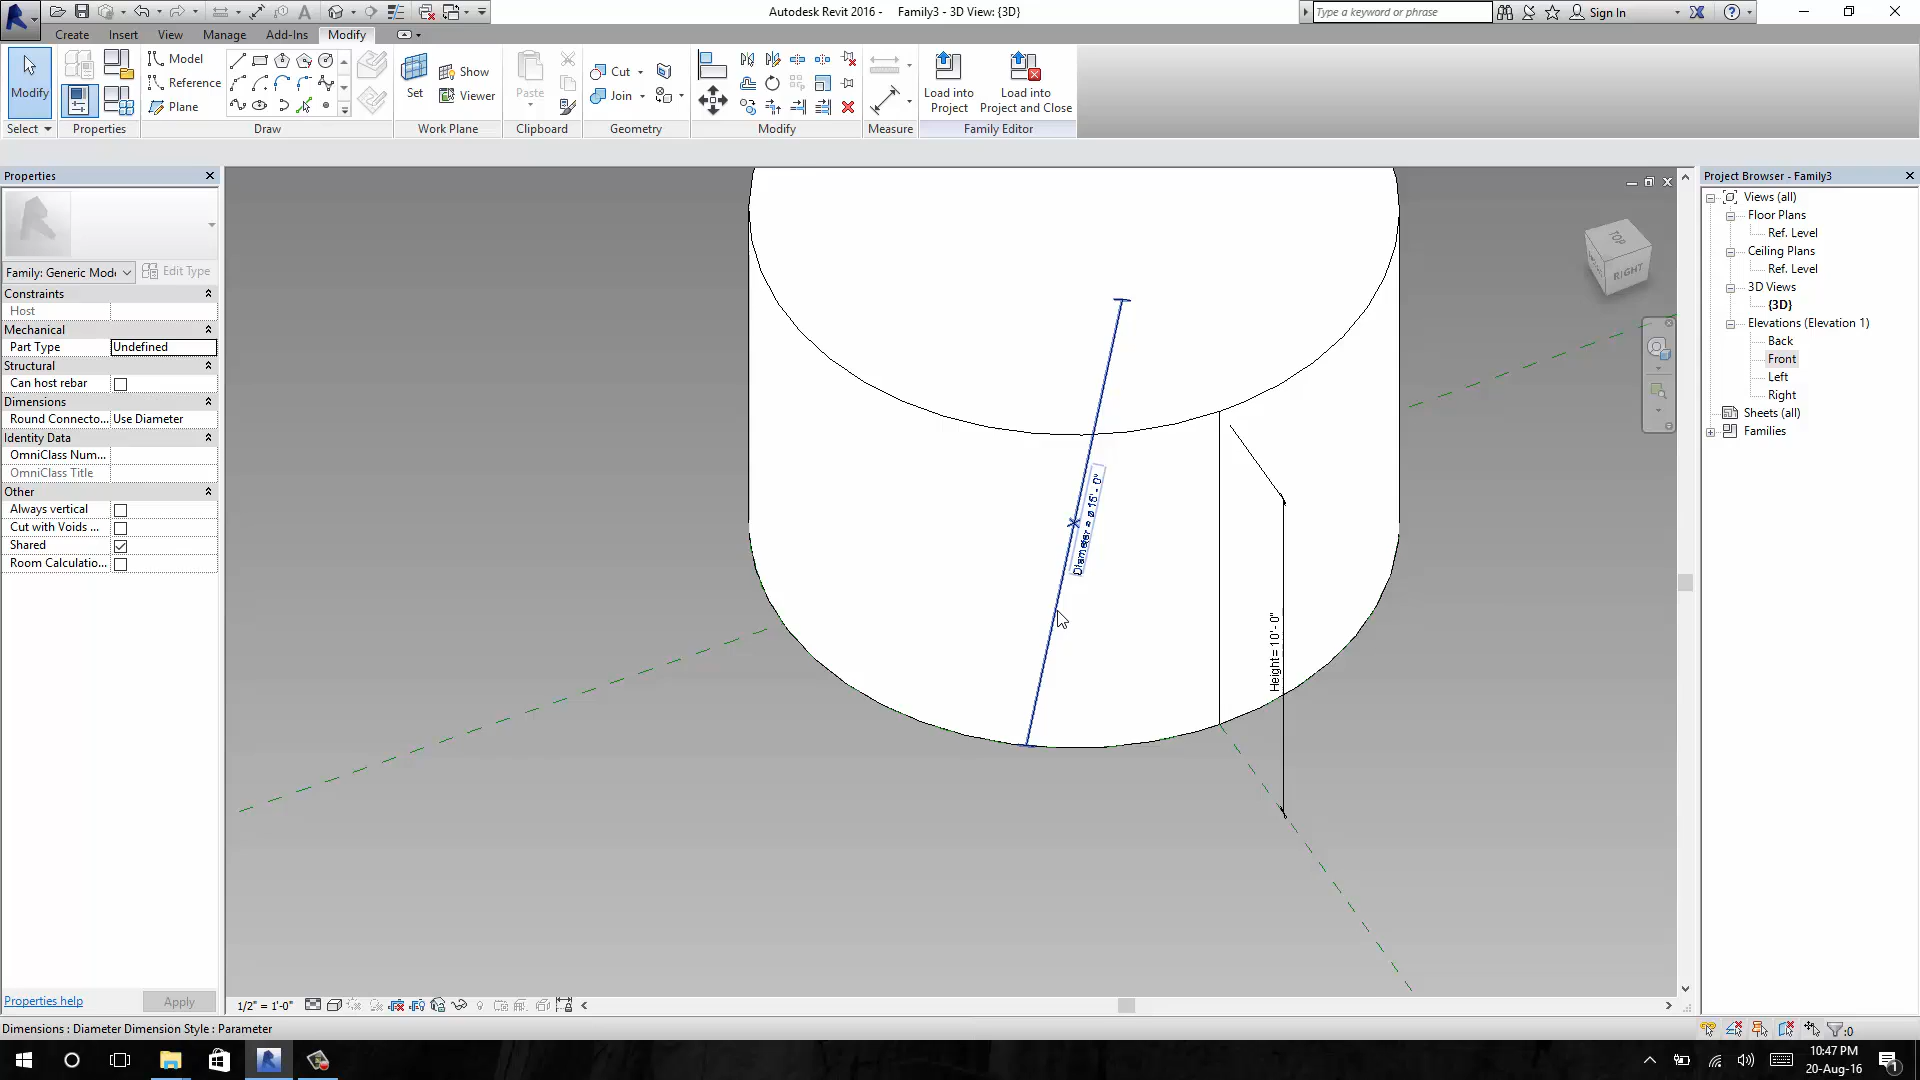 Autodesk Revit 2016 - Family3 - 3D View: {3D}
Type a keyword or phrase
Sign In
Create Insert View Manage Add-Ins Modify
Modify
Select
Properties
Model
Reference
Plane
Draw
Set
Show
Viewer
Work Plane
Paste
Clipboard
Cut
Join
Geometry
Modify
Measure
Load into
Project
Load into
Project and Close
Family Editor
Properties
Family: Generic Mode
Edit Type
Constraints
Host
Mechanical
Part Type Undefined
Structural
Can host rebar
Dimensions
Round Connecto... Use Diameter
Identity Data
OmniClass Num...
OmniClass Title
Other
Always vertical
Cut with Voids ...
Shared
Room Calculatio...
Properties help
Apply
TOP
RIGHT
Diameter = ø 15' - 0"
Height = 10' - 0"
Project Browser - Family3
Views (all)
Floor Plans
Ref. Level
Ceiling Plans
Ref. Level
3D Views
{3D}
Elevations (Elevation 1)
Back
Front
Left
Right
Sheets (all)
Families
1/2" = 1'-0"
Dimensions : Diameter Dimension Style : Parameter
:0
10:47 PM
20-Aug-16
1